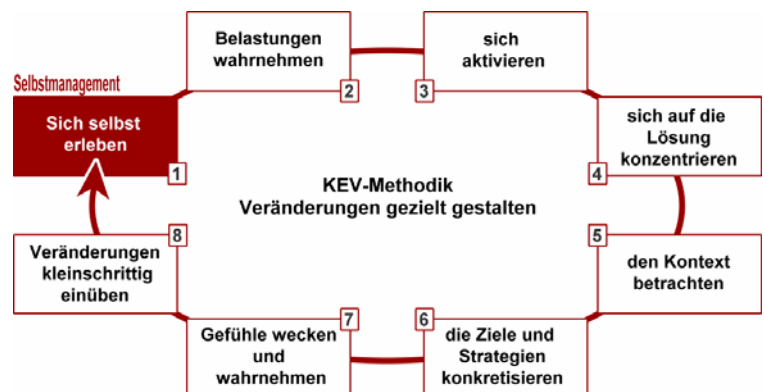 Selbstmanagement
Sich selbst
erleben
1
Belastungen
wahrnehmen
2
sich
aktivieren
3
sich auf die
Lösung
konzentrieren
4
KEV-Methodik
Veränderungen gezielt gestalten
5
den Kontext
betrachten
6
die Ziele und
Strategien
konkretisieren
7
Gefühle wecken
und
wahrnehmen
8
Veränderungen
kleinschrittig
einüben